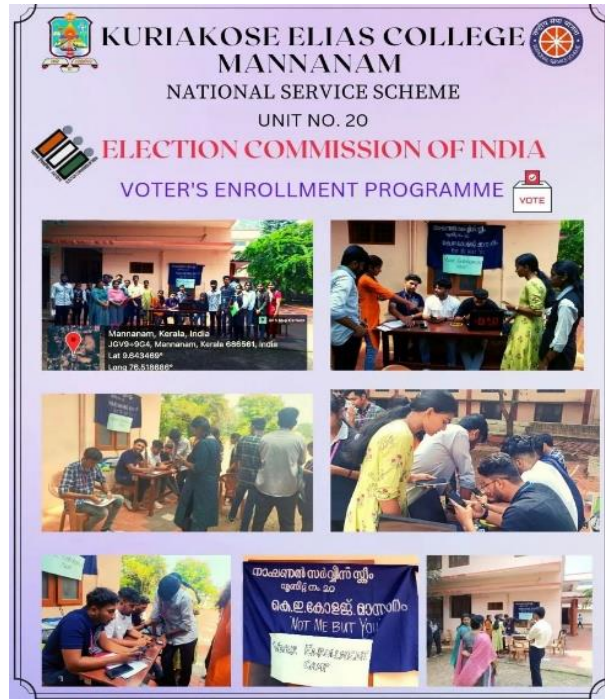 KURIAKOSE ELIAS COLLEGE
MANNANAM
NATIONAL SERVICE SCHEME
UNIT NO. 20
ELECTION COMMISSION OF INDIA
VOTER'S ENROLLMENT PROGRAMME
VOTE
Mannanam, Kerala, India
JGV9+9G4, Mannanam, Kerala 686561, India
Lat 9.643469°
Long 76.518686°
നാഷണൽ സർവ്വീസ് സ്കീം
യൂണിറ്റ് നം 20
കെ.ഇ.കോളജ്. മാന്നാനം
"NOT ME BUT YOU"
VOTER ENROLLMENT
CAMP